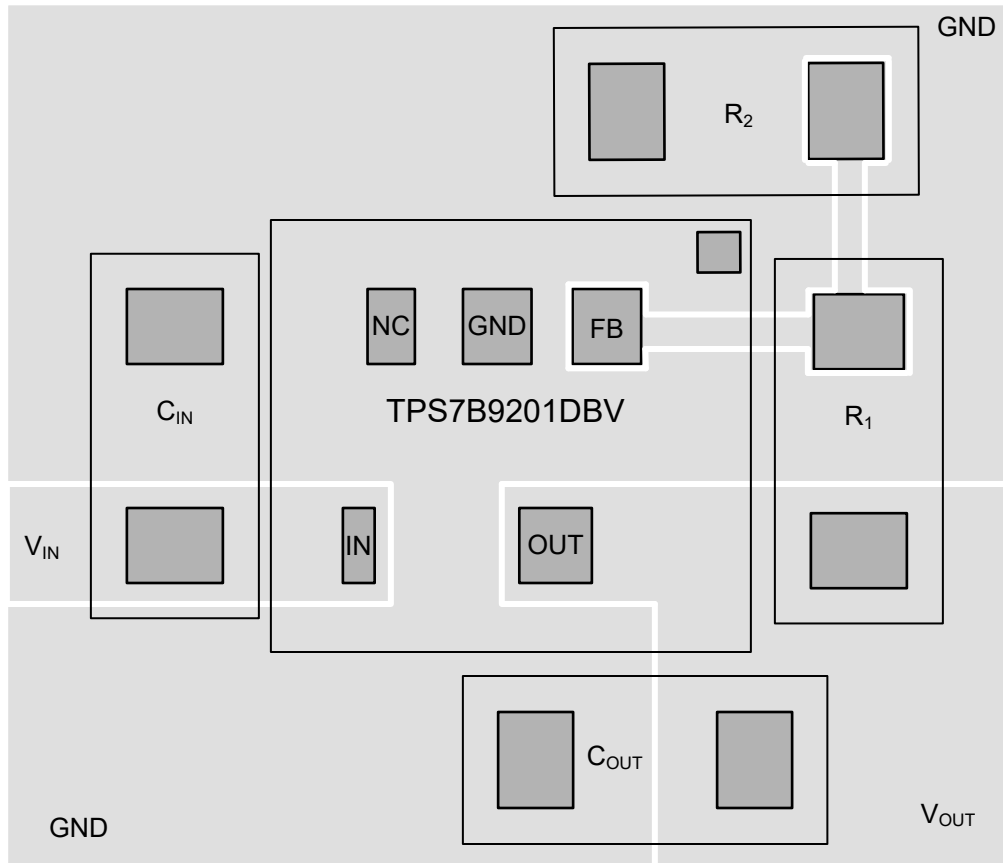 GND
R2
NC GND FB
TPS7B9201DBV
CIN
R1
VIN
IN
OUT
COUT
GND
VOUT